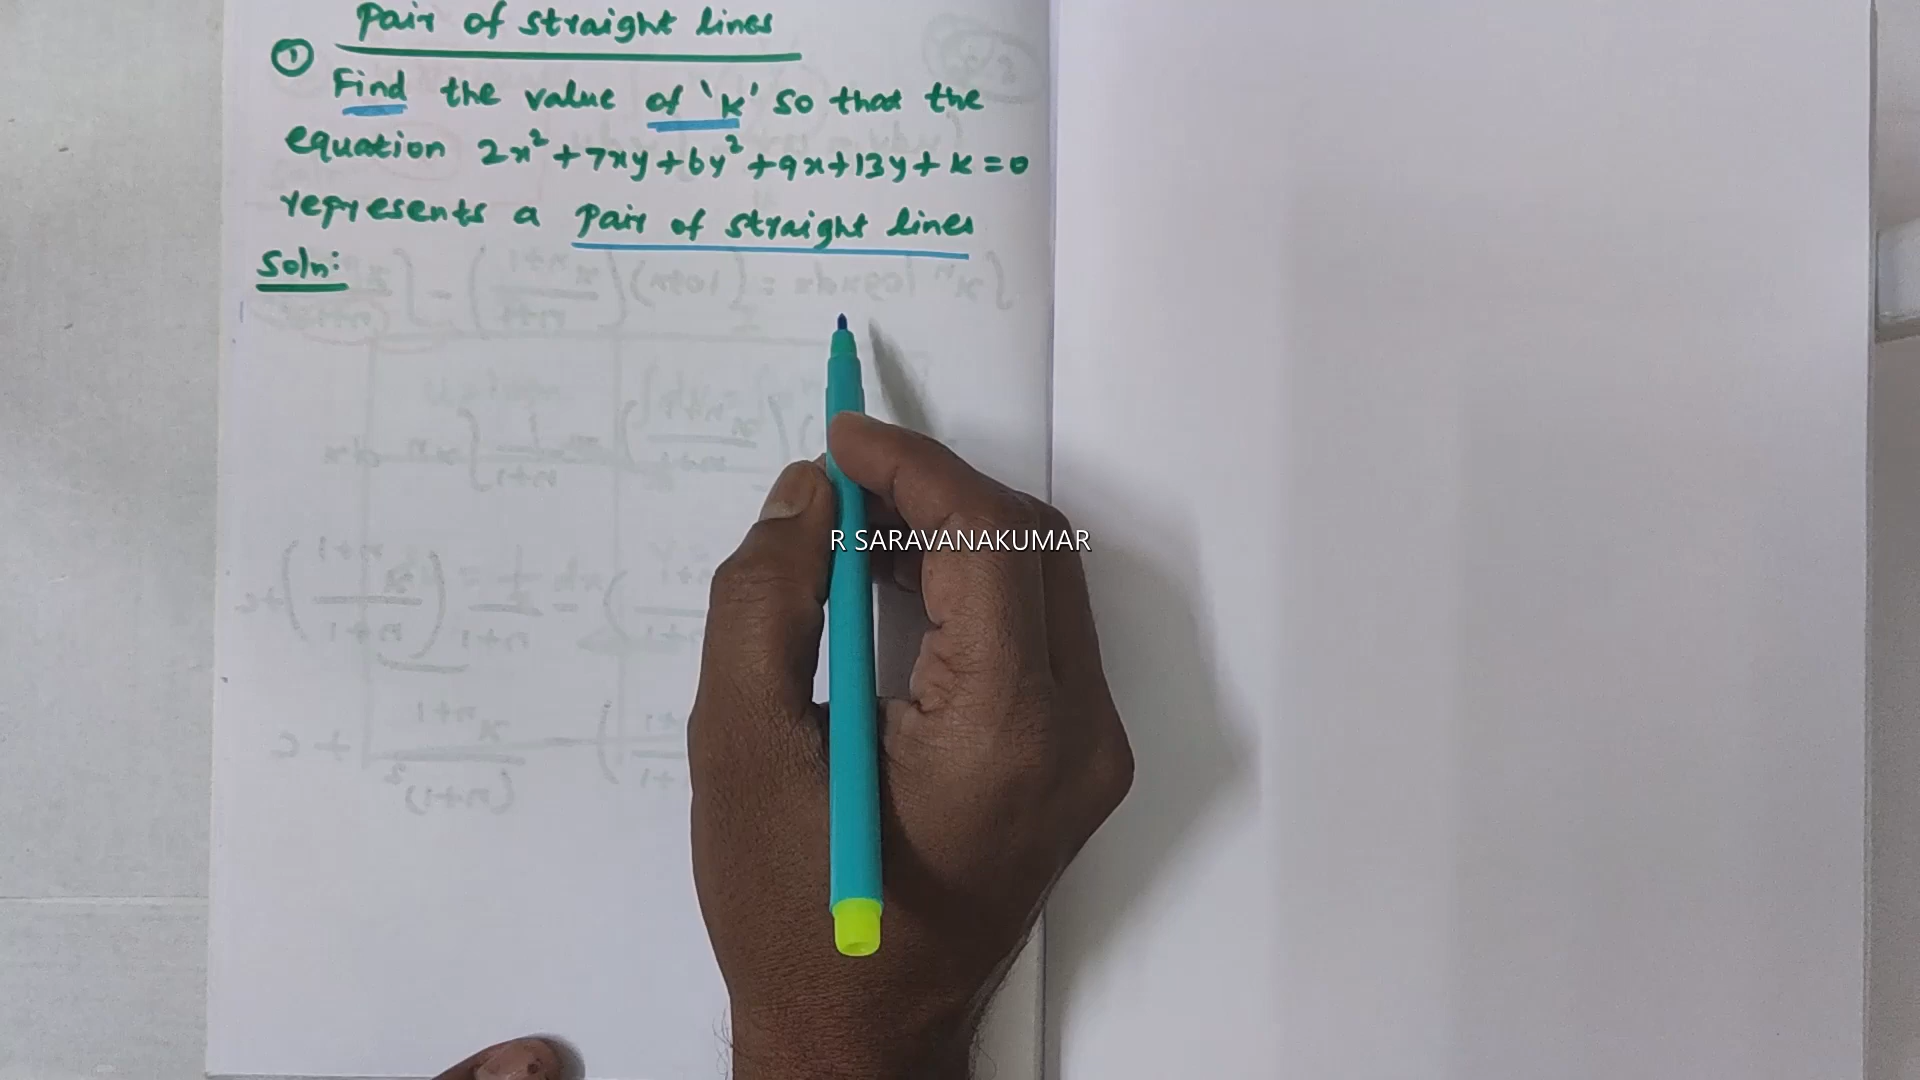 Pair of straight lines
① Find the value of 'k' so that the
equation 2x² + 7xy + 6y² + 9x + 13y + k = 0
represents a pair of straight lines
Soln:
R SARAVANAKUMAR